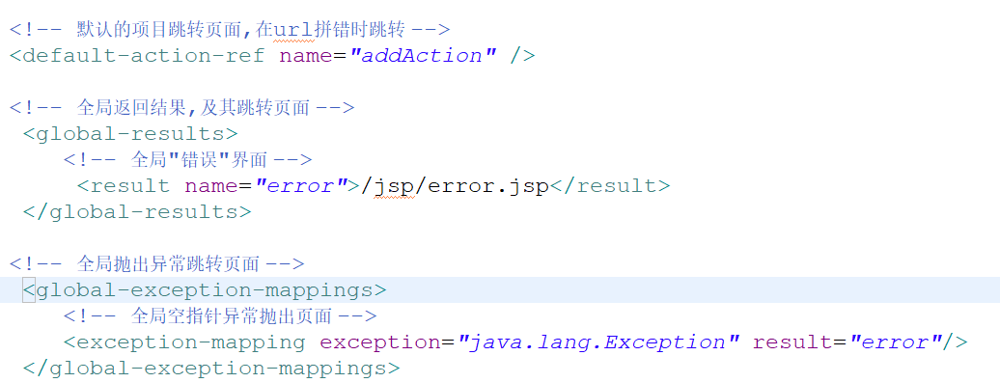 <!-- 默认的项目跳转页面,在url拼错时跳转 -->
<default-action-ref name="addAction" />
<!-- 全局返回结果,及其跳转页面 -->
<global-results>
<!-- 全局"错误"界面 -->
<result name="error">/jsp/error.jsp</result>
</global-results>
<!-- 全局抛出异常跳转页面 -->
<global-exception-mappings>
<!-- 全局空指针异常抛出页面 -->
<exception-mapping exception="java.lang.Exception" result="error"/>
</global-exception-mappings>